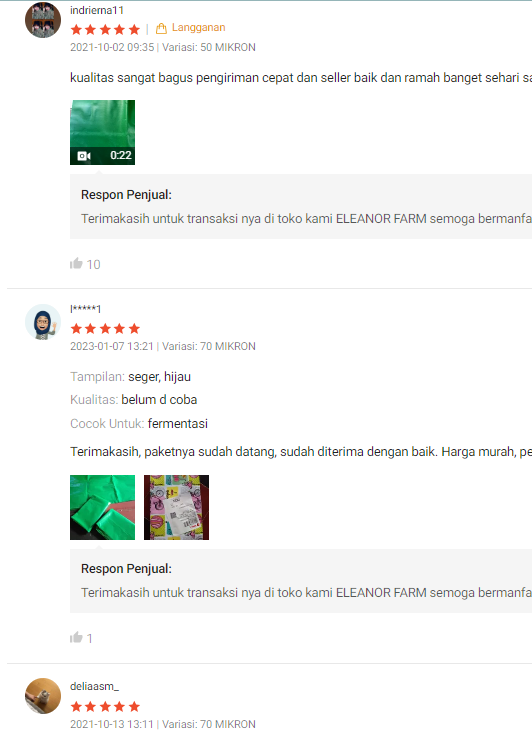 indriema11
| Langganan
2021-10-02 09:35 | Variasi: 50 MIKRON
kualitas sangat bagus pengiriman cepat dan seller baik dan ramah banget sehari
0:22
Respon Penjual:
Terimakasih untuk transaksi nya di toko kami ELEANOR FARM semoga bermanfa
10
l*****1
2023-01-07 13:21 | Variasi: 70 MIKRON
Tampilan: seger, hijau
Kualitas: belum d coba
Cocok Untuk: fermentasi
Terimakasih, paketnya sudah datang, sudah diterima dengan baik. Harga murah, pe
Respon Penjual:
Terimakasih untuk transaksi nya di toko kami ELEANOR FARM semoga bermanfa
1
deliaasm_
2021-10-13 13:11 | Variasi: 70 MIKRON